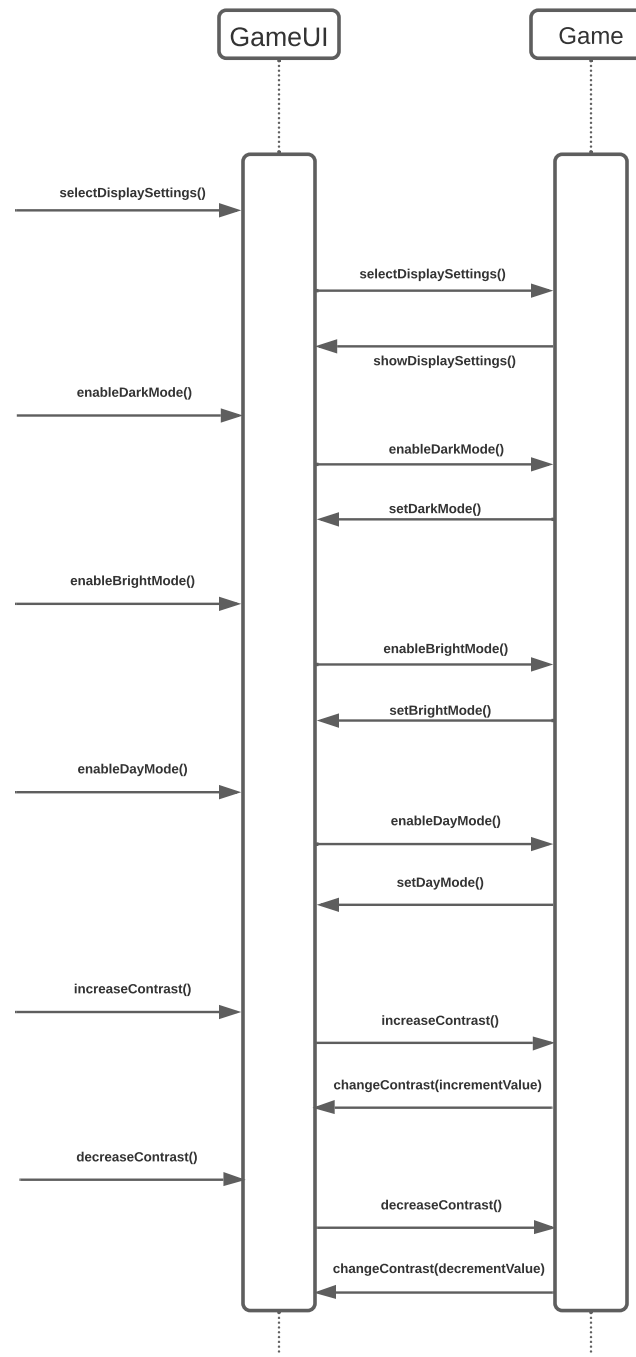 GameUI
Game
selectDisplaySettings()
selectDisplaySettings()
showDisplaySettings()
enableDarkMode()
enableDarkMode()
setDarkMode()
enableBrightMode()
enableBrightMode()
setBrightMode()
enableDayMode()
enableDayMode()
setDayMode()
increaseContrast()
increaseContrast()
changeContrast(incrementValue)
decreaseContrast()
decreaseContrast()
changeContrast(decrementValue)